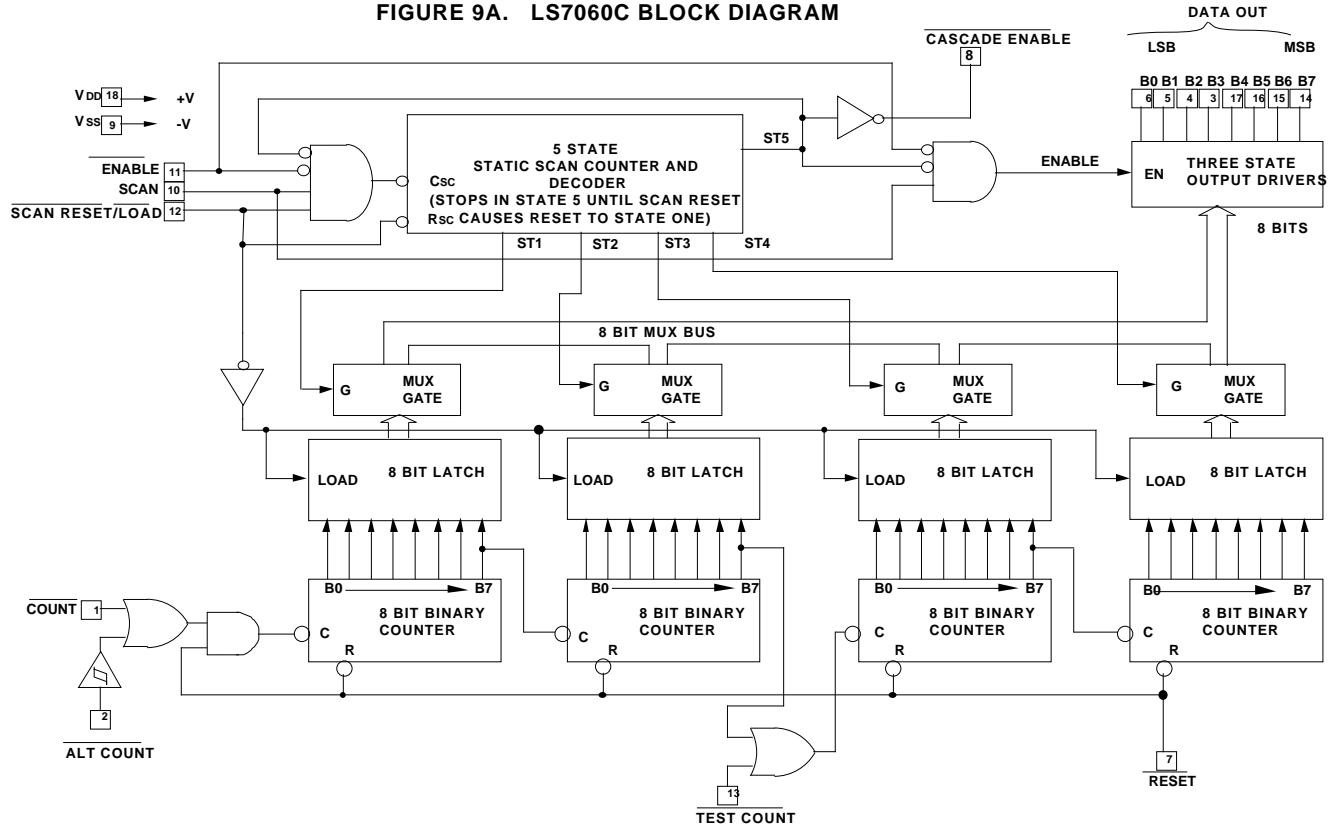 FIGURE 9A. LS7060C BLOCK DIAGRAM
DATA OUT
LSB MSB
CASCADE ENABLE
8
B0 B1 B2 B3 B4 B5 B6 B7
6 5 4 3 17 16 15 14
VDD 18 +V
VSS 9 -V
ENABLE 11
SCAN 10
SCAN RESET/LOAD 12
5 STATE
STATIC SCAN COUNTER AND
DECODER
(STOPS IN STATE 5 UNTIL SCAN RESET
RSC CAUSES RESET TO STATE ONE)
CSC
ST5
ST1 ST2 ST3 ST4
ENABLE
EN
THREE STATE
OUTPUT DRIVERS
8 BITS
8 BIT MUX BUS
G MUX
GATE
G MUX
GATE
G MUX
GATE
G MUX
GATE
LOAD 8 BIT LATCH
LOAD 8 BIT LATCH
LOAD 8 BIT LATCH
LOAD 8 BIT LATCH
B0 B7
8 BIT BINARY
COUNTER
C
R
B0 B7
8 BIT BINARY
COUNTER
C
R
B0 B7
8 BIT BINARY
COUNTER
C
R
B0 B7
8 BIT BINARY
COUNTER
C
R
COUNT 1
2
ALT COUNT
13
TEST COUNT
7
RESET